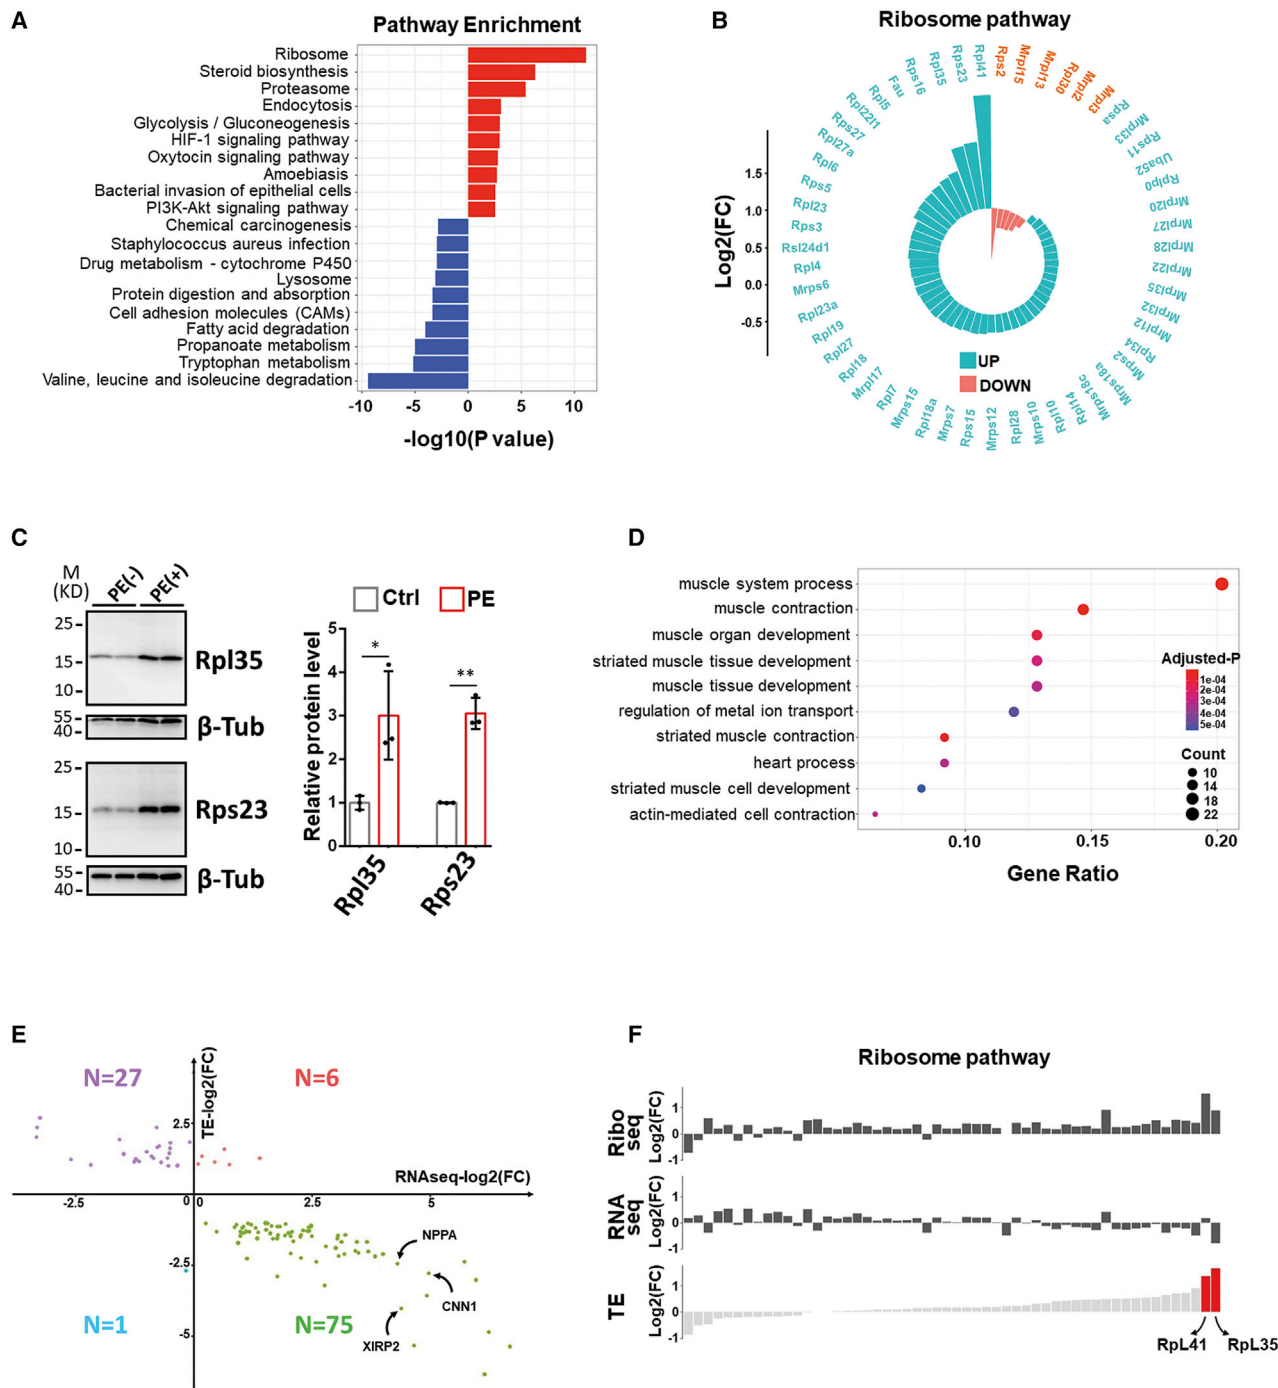 A
Pathway Enrichment
Ribosome
Steroid biosynthesis
Proteasome
Endocytosis
Glycolysis / Gluconeogenesis
HIF-1 signaling pathway
Oxytocin signaling pathway
Amoebiasis
Bacterial invasion of epithelial cells
PI3K-Akt signaling pathway
Chemical carcinogenesis
Staphylococcus aureus infection
Drug metabolism - cytochrome P450
Lysosome
Protein digestion and absorption
Cell adhesion molecules (CAMs)
Fatty acid degradation
Propanoate metabolism
Tryptophan metabolism
Valine, leucine and isoleucine degradation
-10 -5 0 5 10
-log10(P value)
B
Ribosome pathway
Log2(FC)
1.5
1.0
0.5
0.0
-0.5
Rps2
Mrpl15
Mrpl13
Rpl30
Mrpl2
Mrpl3
Rpsa
Mrpl33
Rps11
Uba52
Rplp0
Mrpl20
Mrpl27
Mrpl28
Mrpl22
Mrpl35
Mrpl32
Mrpl12
Rpl34
Mrps2
Mrps18a
Mrps18c
Rpl14
Rpl10
Mrps10
Rpl28
Mrps12
Rps15
Mrps7
Rpl18a
Mrps15
Rpl7
Mrpl17
Rpl18
Rpl27
Rpl19
Rpl23a
Mrps6
Rpl4
Rsl24d1
Rps3
Rpl23
Rps5
Rpl6
Rpl27a
Rps27
Rpl22l1
Rpl5
Fau
Rps16
Rpl35
Rps23
Rpl41
UP
DOWN
C
M
(KD)
PE(-) PE(+)
25
15
10
Rpl35
55
40
β-Tub
25
15
10
Rps23
55
40
β-Tub
Ctrl PE
Relative protein level
5
4
3
2
1
0
*
**
Rpl35 Rps23
D
muscle system process
muscle contraction
muscle organ development
striated muscle tissue development
muscle tissue development
regulation of metal ion transport
striated muscle contraction
heart process
striated muscle cell development
actin-mediated cell contraction
0.10 0.15 0.20
Gene Ratio
Adjusted-P
1e-04
2e-04
3e-04
4e-04
5e-04
Count
10
14
18
22
E
TE-log2(FC)
N=27 N=6
2.5
RNAseq-log2(FC)
-2.5 0 0 2.5 5
NPPA
-2.5
CNN1
XIRP2
N=1 N=75
-5
F
Ribosome pathway
Ribo
seq
Log2(FC)
1
0
-1
RNA
seq
Log2(FC)
1
0
-1
TE
Log2(FC)
1
0
-1
RpL41 RpL35